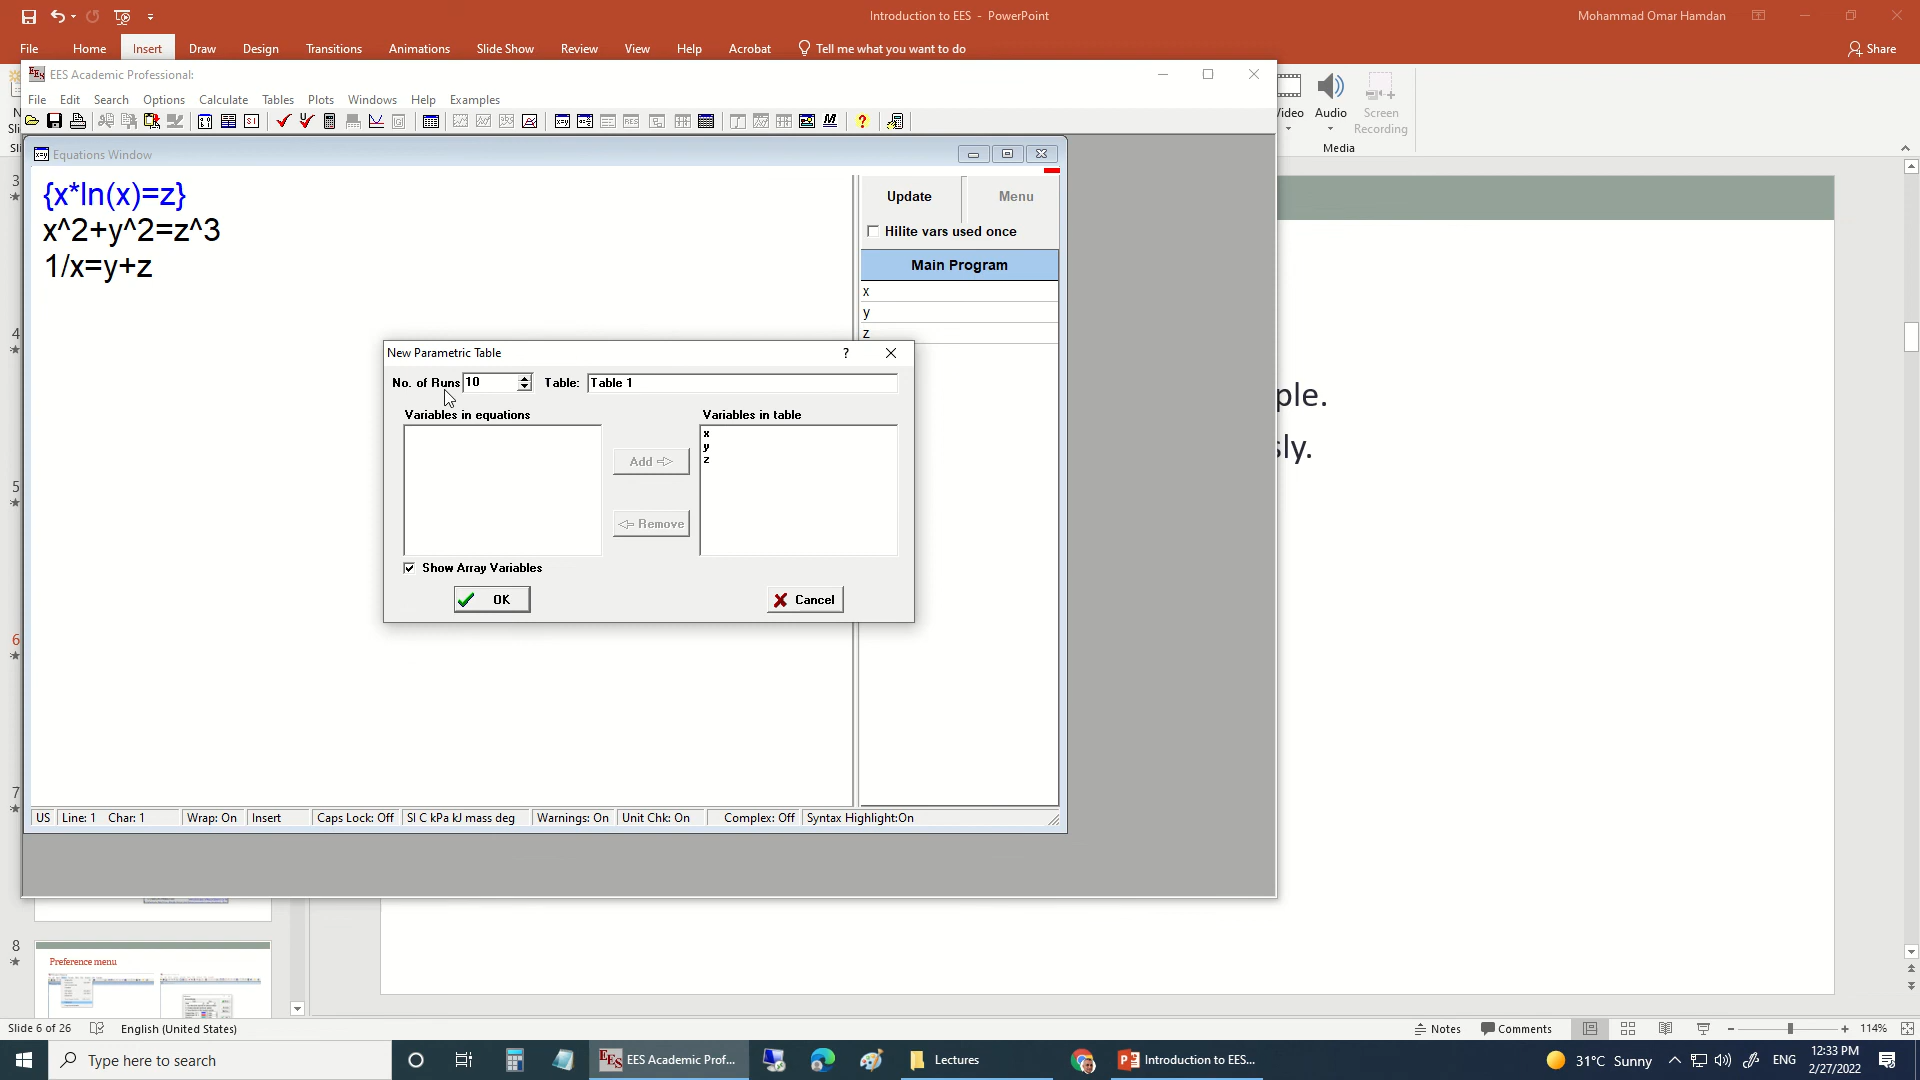 Introduction to EES - PowerPoint
Mohammad Omar Hamdan
File Home Insert Draw Design Transitions Animations Slide Show Review View Help Acrobat Tell me what you want to do
Share
EES Academic Professional:
File Edit Search Options Calculate Tables Plots Windows Help Examples
Audio
Screen
Recording
Media
Equations Window
{x*ln(x)=z}
x^2+y^2=z^3
1/x=y+z
Update Menu
Hilite vars used once
Main Program
x
y
z
New Parametric Table ?
No. of Runs 10 Table: Table 1
Variables in equations Variables in table
x
y
z
Add
Remove
Show Array Variables
OK Cancel
ple.
sly.
3
4
5
6
7
8
US Line: 1 Char: 1 Wrap: On Insert Caps Lock: Off SI C kPa kJ mass deg Warnings: On Unit Chk: On Complex: Off Syntax Highlight:On
Preference menu
Slide 6 of 26 English (United States) Notes Comments 114%
Type here to search
EES Academic Prof...
Lectures
Introduction to EES...
31°C Sunny
ENG
12:33 PM
2/27/2022